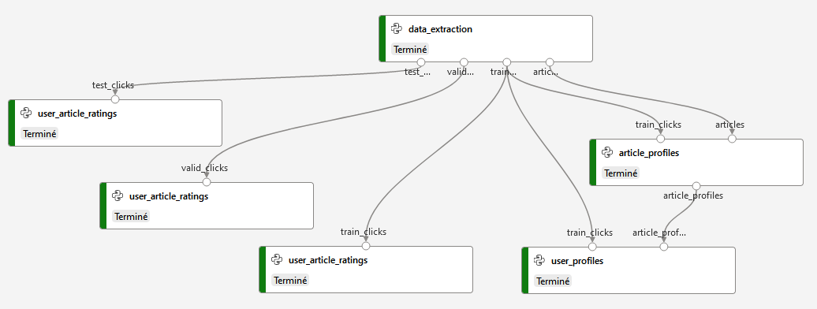 data_extraction
Terminé
test_...
valid...
train...
artic...
test_clicks
user_article_ratings
Terminé
train_clicks
articles
article_profiles
Terminé
valid_clicks
user_article_ratings
Terminé
article_profiles
train_clicks
user_article_ratings
Terminé
train_clicks
article_prof...
user_profiles
Terminé